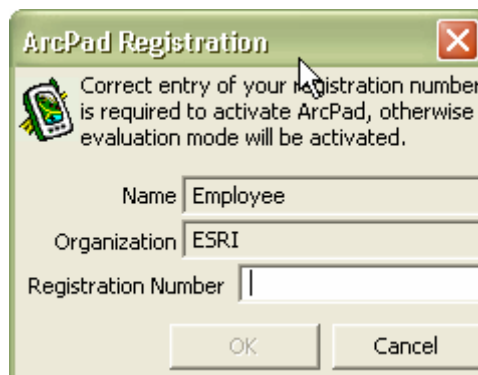 ArcPad Registration
Correct entry of your registration number
is required to activate ArcPad, otherwise
evaluation mode will be activated.
Name Employee
Organization ESRI
Registration Number
OK Cancel